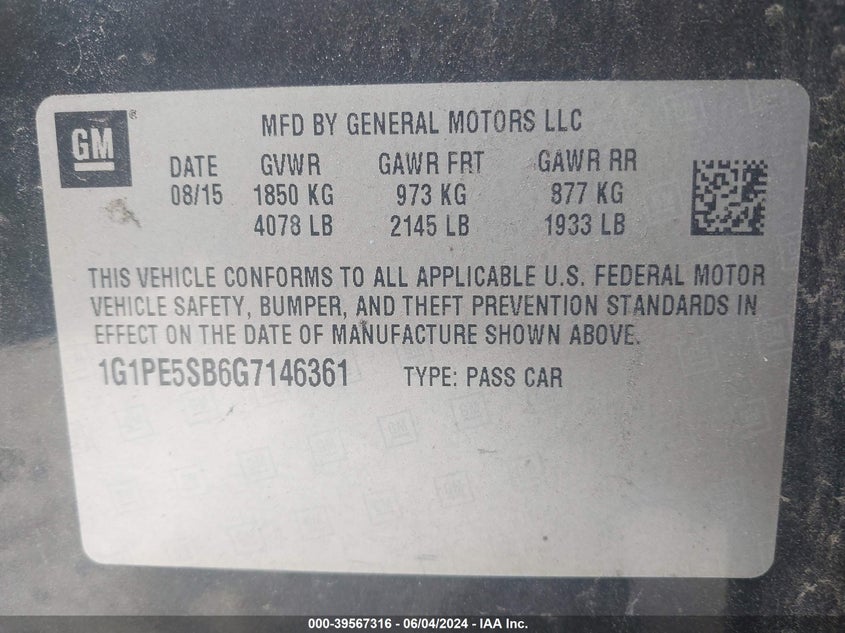 GM
MFD BY GENERAL MOTORS LLC
DATE GVWR GAWR FRT GAWR RR
08/15 1850 KG 973 KG 877 KG
4078 LB 2145 LB 1933 LB
THIS VEHICLE CONFORMS TO ALL APPLICABLE U.S. FEDERAL MOTOR
VEHICLE SAFETY, BUMPER, AND THEFT PREVENTION STANDARDS IN
EFFECT ON THE DATE OF MANUFACTURE SHOWN ABOVE.
1G1PE5SB6G7146361 TYPE: PASS CAR
000-39567316 - 06/04/2024 - IAA Inc.